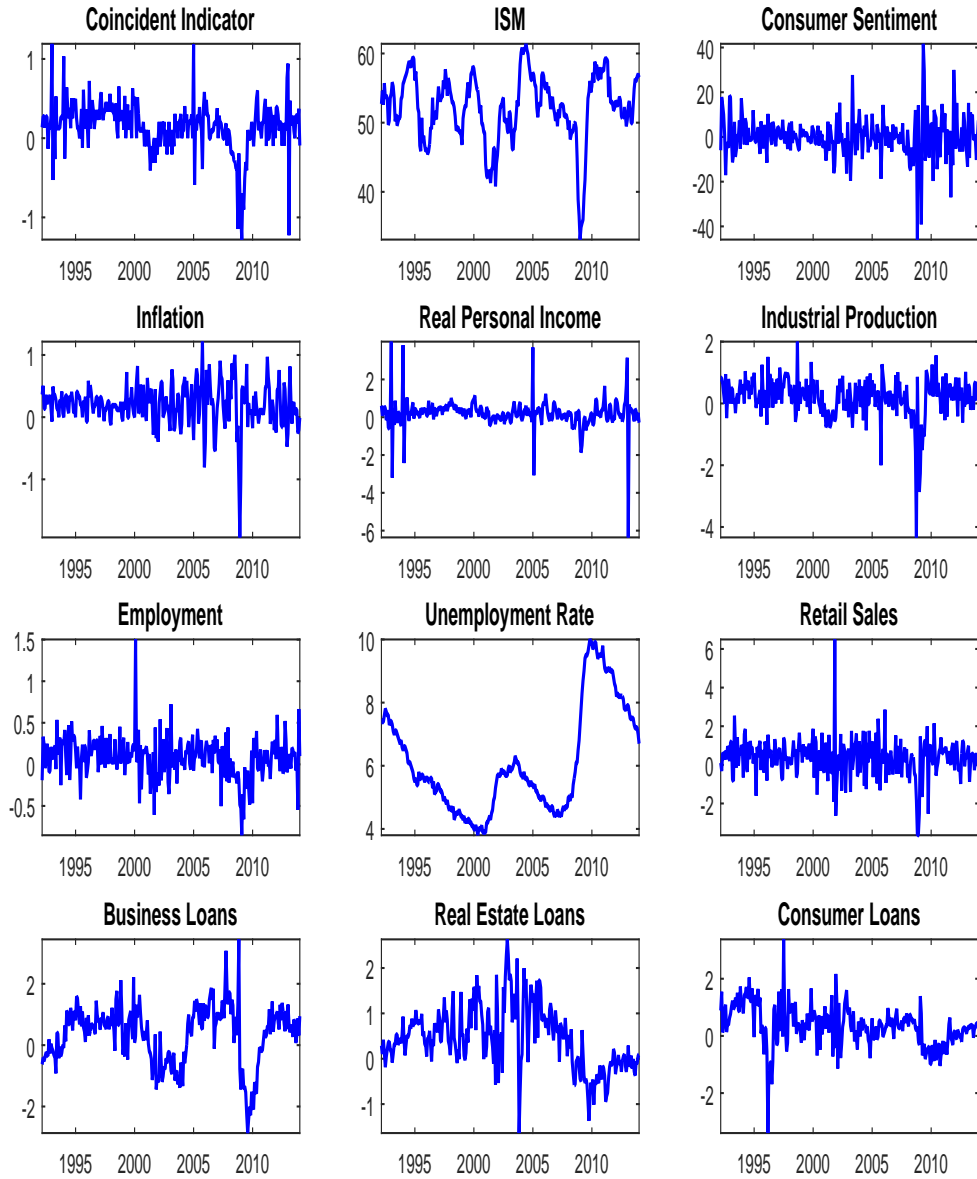 Coincident Indicator
1
0
-1
1995 2000 2005 2010
ISM
60
50
40
1995 2000 2005 2010
Consumer Sentiment
40
20
0
-20
-40
1995 2000 2005 2010
Inflation
1
0
-1
1995 2000 2005 2010
Real Personal Income
2
0
-2
-4
-6
1995 2000 2005 2010
Industrial Production
2
0
-2
-4
1995 2000 2005 2010
Employment
1.5
1
0.5
0
-0.5
1995 2000 2005 2010
Unemployment Rate
10
8
6
4
1995 2000 2005 2010
Retail Sales
6
4
2
0
-2
1995 2000 2005 2010
Business Loans
2
0
-2
1995 2000 2005 2010
Real Estate Loans
2
1
0
-1
1995 2000 2005 2010
Consumer Loans
2
0
-2
1995 2000 2005 2010